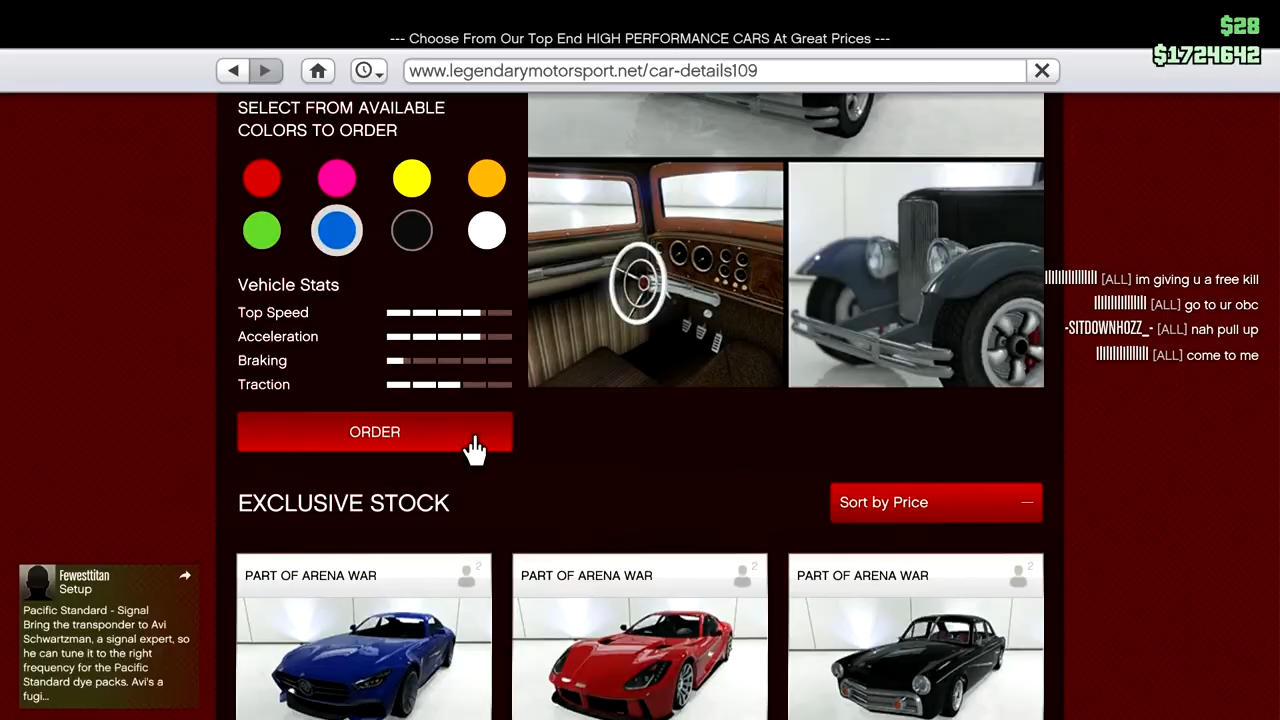 $28
--- Choose From Our Top End HIGH PERFORMANCE CARS At Great Prices ---
$1724642
www.legendarymotorsport.net/car-details109
SELECT FROM AVAILABLE
COLORS TO ORDER
Vehicle Stats
Top Speed
Acceleration
Braking
Traction
ORDER
[ALL] im giving u a free kill
[ALL] go to ur obc
-SITDOWNHOZZ_- [ALL] nah pull up
[ALL] come to me
EXCLUSIVE STOCK
Sort by Price
PART OF ARENA WAR
2
PART OF ARENA WAR
2
PART OF ARENA WAR
2
Fewesttitan
Setup
Pacific Standard - Signal
Bring the transponder to Avi
Schwartzman, a signal expert, so
he can tune it to the right
frequency for the Pacific
Standard dye packs. Avi's a
fugi...